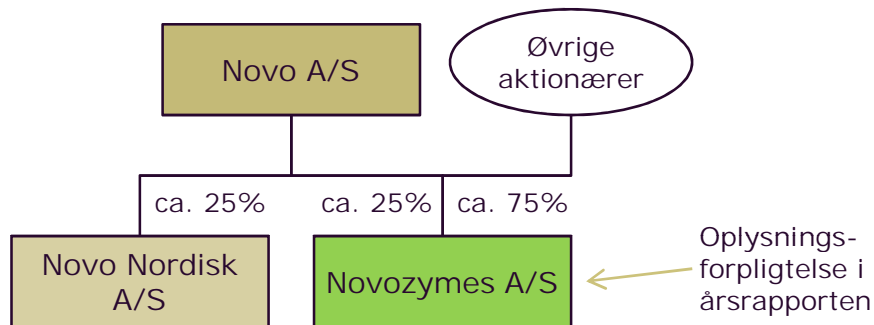 Novo A/S
Øvrige
aktionærer
ca. 25%
ca. 25%
ca. 75%
Novo Nordisk
A/S
Novozymes A/S
Oplysnings-
forpligtelse i
årsrapporten